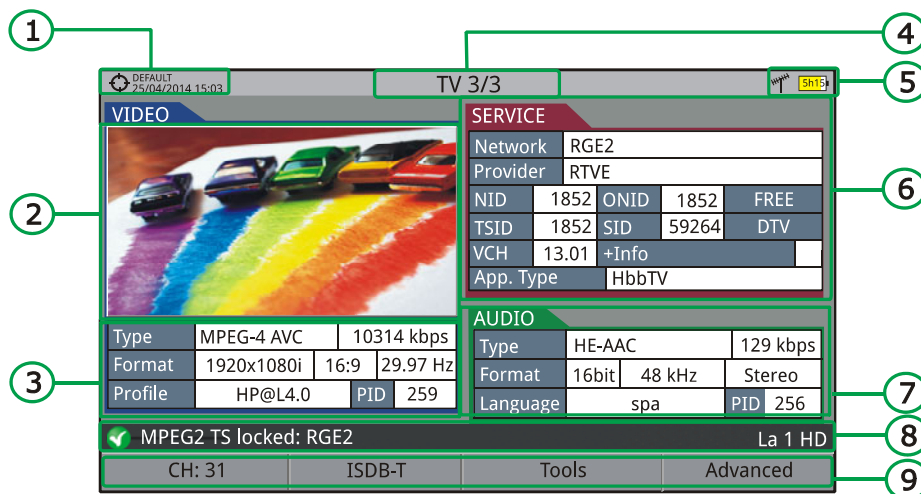 1
4
DEFAULT
25/04/2014 15:03
TV 3/3
5h15
5
VIDEO
2
SERVICE
Network RGE2
Provider RTVE
NID 1852 ONID 1852 FREE
TSID 1852 SID 59264 DTV
VCH 13.01 +Info
App. Type HbbTV
6
Type MPEG-4 AVC 10314 kbps
Format 1920x1080i 16:9 29.97 Hz
Profile HP@L4.0 PID 259
3
AUDIO
Type HE-AAC 129 kbps
Format 16bit 48 kHz Stereo
Language spa PID 256
7
MPEG2 TS locked: RGE2 La 1 HD
8
CH: 31 ISDB-T Tools Advanced
9